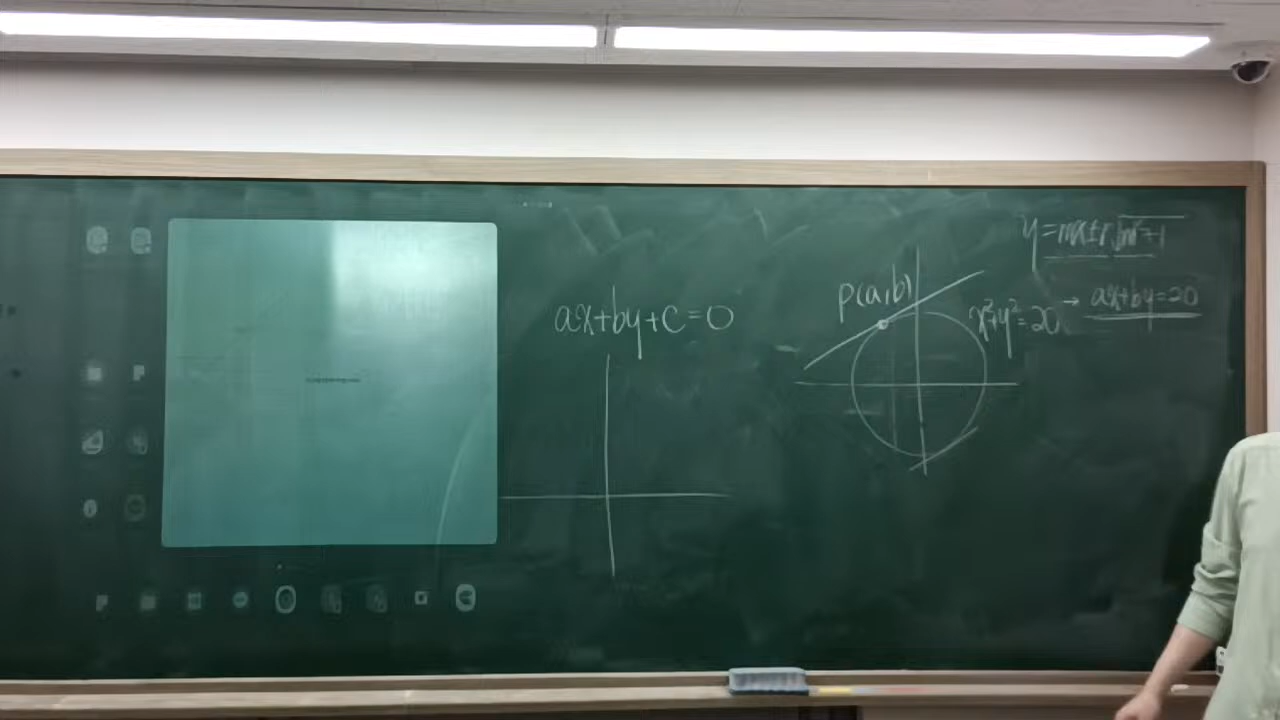 ax+by+c=0
P(a,b)
x²+y²=20 → ax+by=20
y=mx±r√m²+1